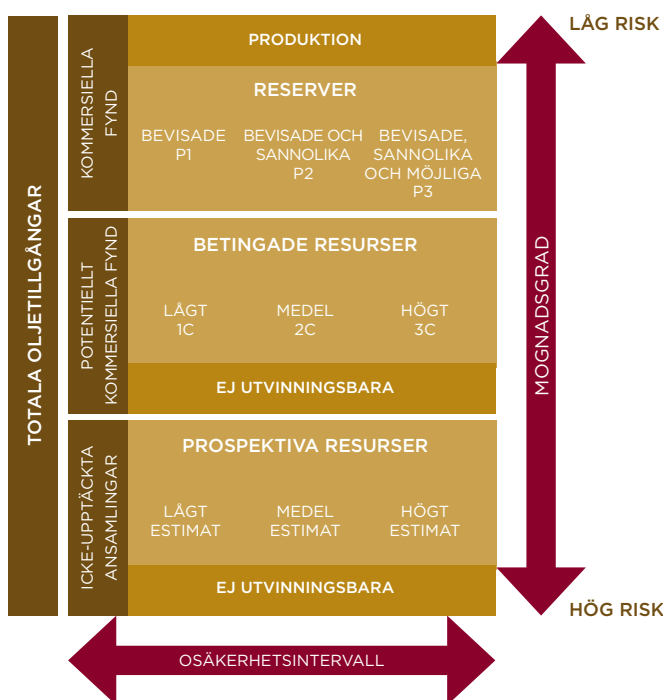 TOTALA OLJETILLGÅNGAR
KOMMERSIELLA
FYND
PRODUKTION
RESERVER
BEVISADE
P1
BEVISADE OCH
SANNOLIKA
P2
BEVISADE,
SANNOLIKA
OCH MÖJLIGA
P3
POTENTIELLT
KOMMERSIELLA FYND
BETINGADE RESURSER
LÅGT
1C
MEDEL
2C
HÖGT
3C
EJ UTVINNINGSBARA
ICKE-UPPTÄCKTA
ANSAMLINGAR
PROSPEKTIVA RESURSER
LÅGT
ESTIMAT
MEDEL
ESTIMAT
HÖGT
ESTIMAT
EJ UTVINNINGSBARA
LÅG RISK
MOGNADSGRAD
HÖG RISK
OSÄKERHETSINTERVALL